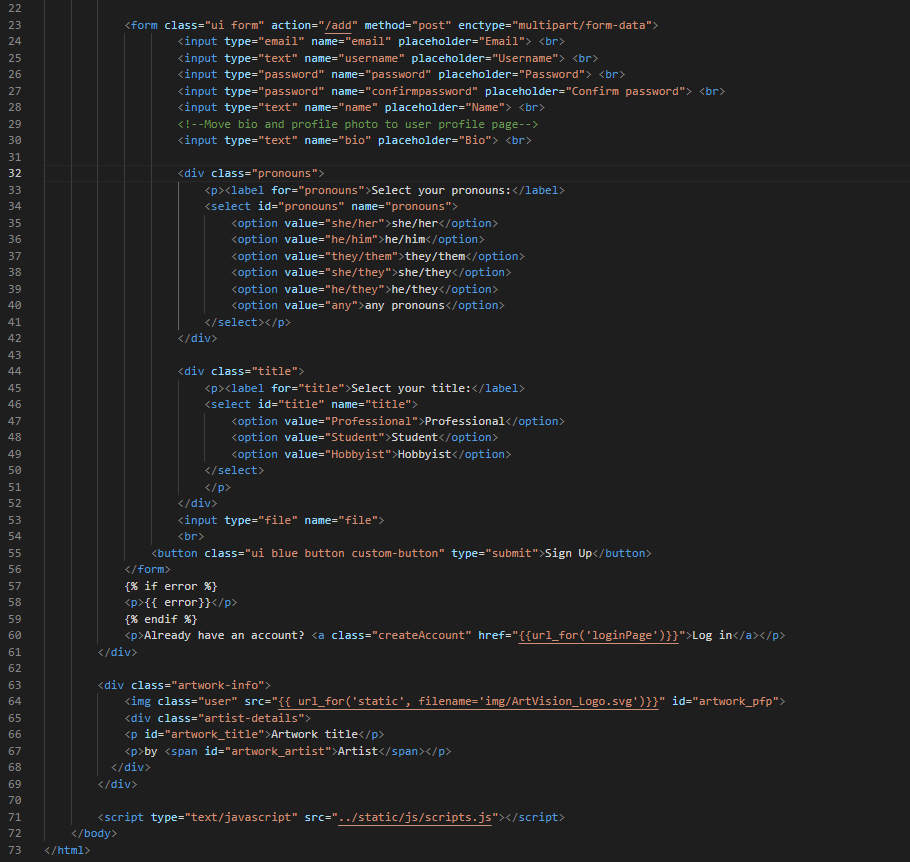 22
23 <form class="ui form" action="/add" method="post" enctype="multipart/form-data">
24 <input type="email" name="email" placeholder="Email"> <br>
25 <input type="text" name="username" placeholder="Username"> <br>
26 <input type="password" name="password" placeholder="Password"> <br>
27 <input type="password" name="confirmpassword" placeholder="Confirm password"> <br>
28 <input type="text" name="name" placeholder="Name"> <br>
29 <!--Move bio and profile photo to user profile page-->
30 <input type="text" name="bio" placeholder="Bio"> <br>
31
32 <div class="pronouns">
33 <p><label for="pronouns">Select your pronouns:</label>
34 <select id="pronouns" name="pronouns">
35 <option value="she/her">she/her</option>
36 <option value="he/him">he/him</option>
37 <option value="they/them">they/them</option>
38 <option value="she/they">she/they</option>
39 <option value="he/they">he/they</option>
40 <option value="any">any pronouns</option>
41 </select></p>
42 </div>
43
44 <div class="title">
45 <p><label for="title">Select your title:</label>
46 <select id="title" name="title">
47 <option value="Professional">Professional</option>
48 <option value="Student">Student</option>
49 <option value="Hobbyist">Hobbyist</option>
50 </select>
51 </p>
52 </div>
53 <input type="file" name="file">
54 <br>
55 <button class="ui blue button custom-button" type="submit">Sign Up</button>
56 </form>
57 {% if error %}
58 <p>{{ error}}</p>
59 {% endif %}
60 <p>Already have an account? <a class="createAccount" href="{{url_for('loginPage')}}">Log in</a></p>
61 </div>
62
63 <div class="artwork-info">
64 <img class="user" src="{{ url_for('static', filename='img/ArtVision_Logo.svg')}}" id="artwork_pfp">
65 <div class="artist-details">
66 <p id="artwork_title">Artwork title</p>
67 <p>by <span id="artwork_artist">Artist</span></p>
68 </div>
69 </div>
70
71 <script type="text/javascript" src="../static/js/scripts.js"></script>
72 </body>
73 </html>